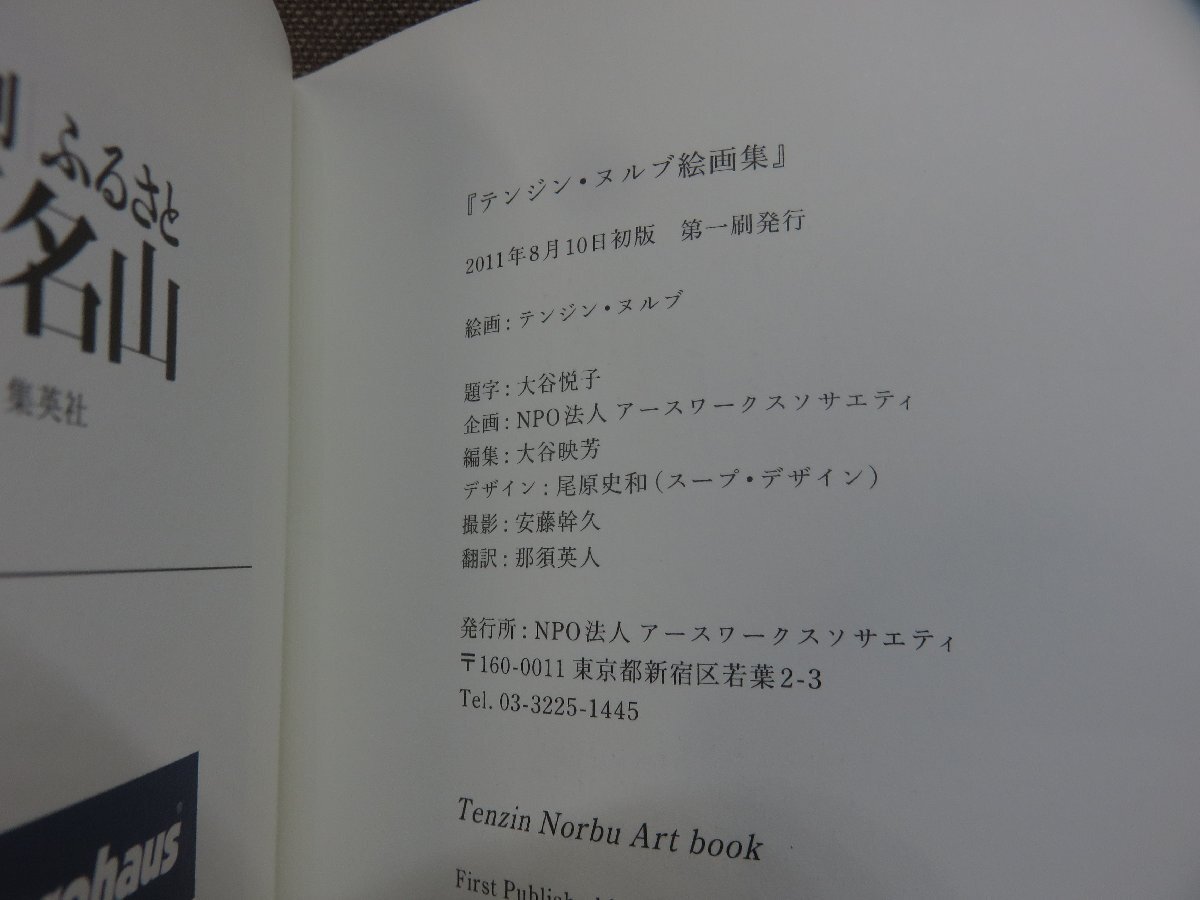 ふるさと
名山
集英社
『テンジン・ヌルブ絵画集』
2011年8月10日初版　第一刷発行
絵画：テンジン・ヌルブ
題字：大谷悦子
企画：NPO法人 アースワークスソサエティ
編集：大谷映芳
デザイン：尾原史和（スープ・デザイン）
撮影：安藤幹久
翻訳：那須英人
発行所：NPO法人 アースワークスソサエティ
〒160-0011 東京都新宿区若葉2-3
Tel. 03-3225-1445
Tenzin Norbu Art book
First